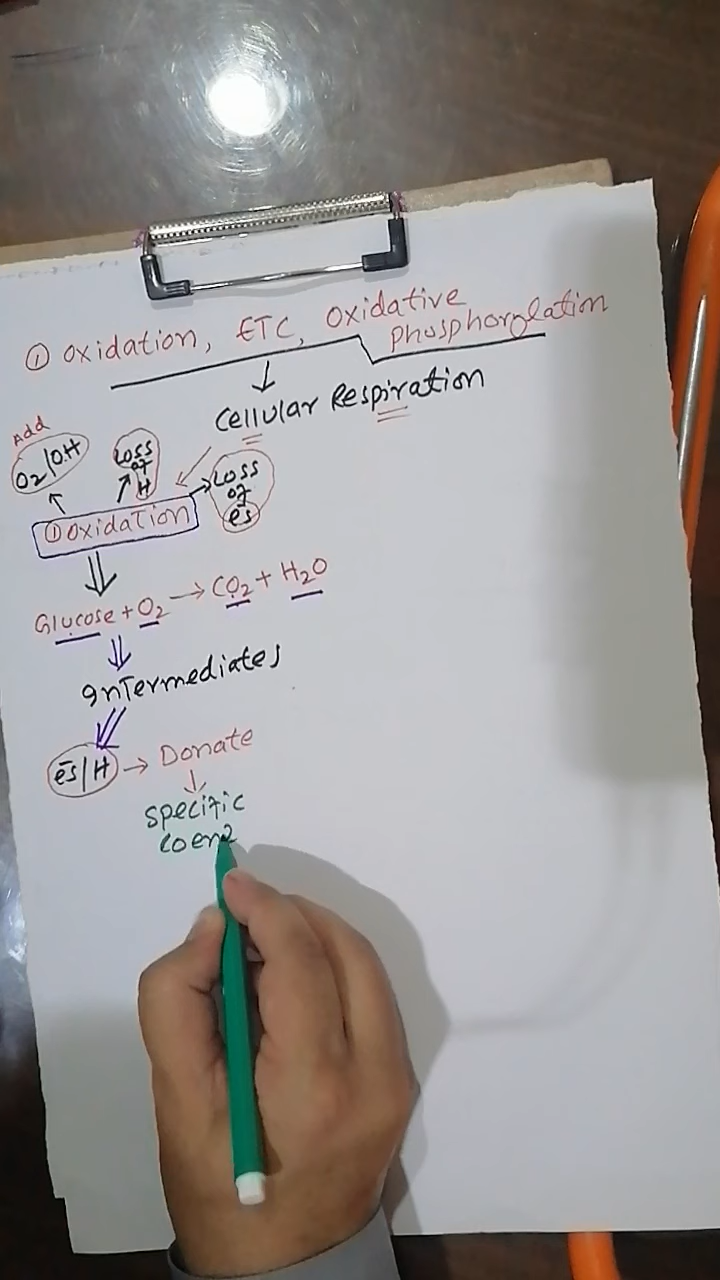 ① Oxidation, ETC, Oxidative phosphorylation
Cellular Respiration
Add
O2/OH
Loss of H
Loss of es
① Oxidation
Glucose + O2 → CO2 + H2O
Intermediates
ēs/H → Donate
Specific
Coenz